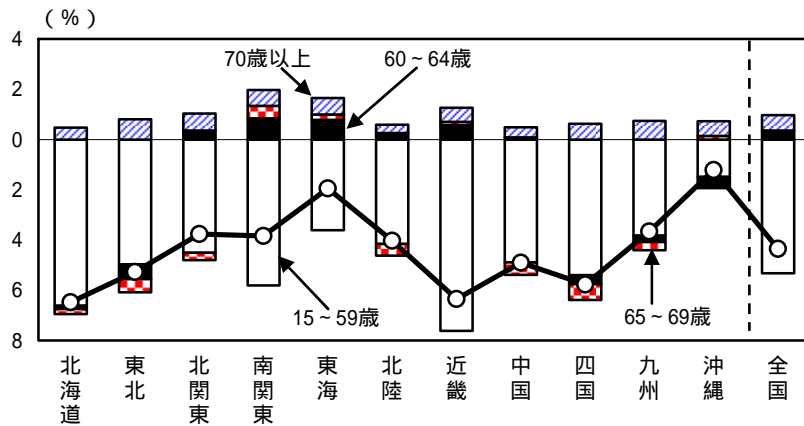 (%)
4
2
0
2
4
6
8
70歳以上
60~64歳
15~59歳
65~69歳
北海道
東北
北関東
南関東
東海
北陸
近畿
中国
四国
九州
沖縄
全国